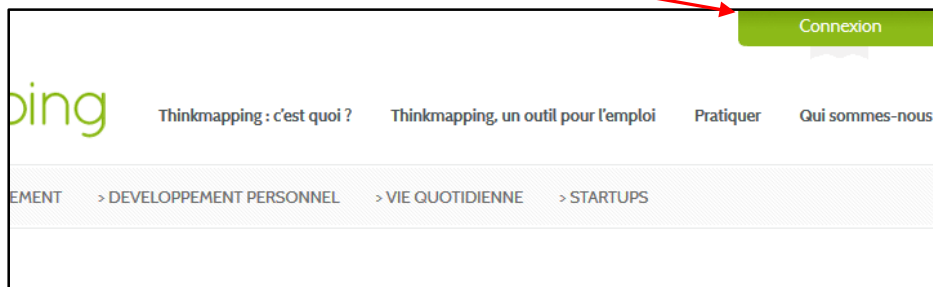 Connexion
ping Thinkmapping : c'est quoi ? Thinkmapping, un outil pour l'emploi Pratiquer Qui sommes-nous
EMENT > DEVELOPPEMENT PERSONNEL > VIE QUOTIDIENNE > STARTUPS